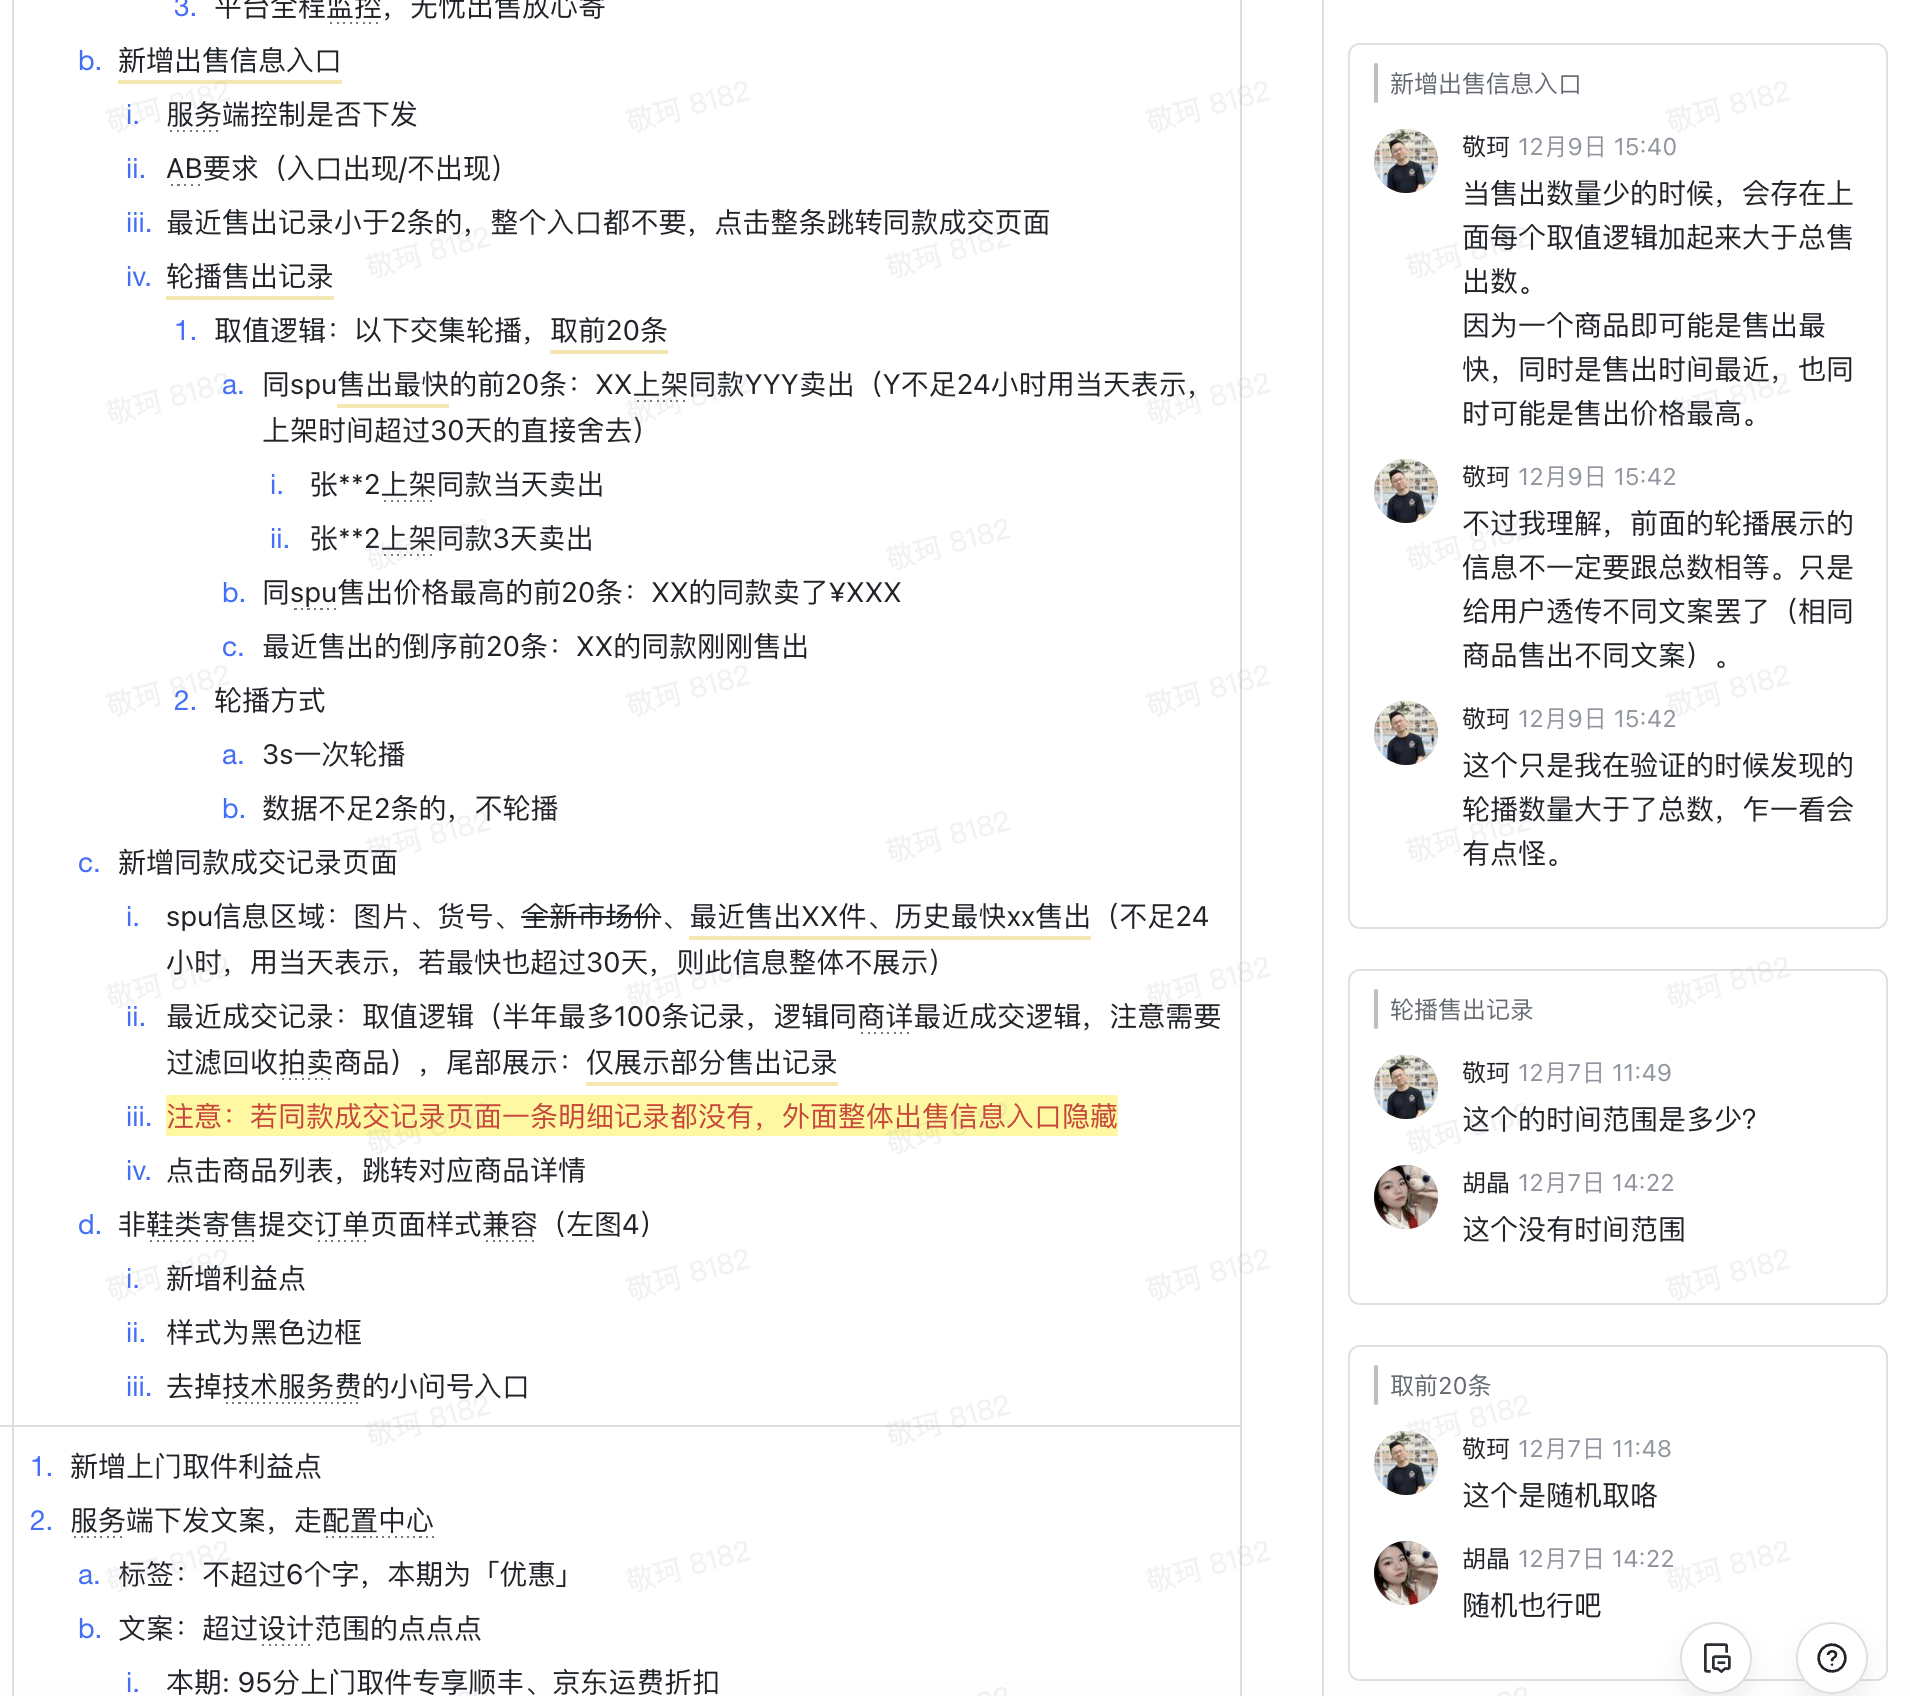 3. 平台全程监控，无忧出售放心寄
b. 新增出售信息入口
i. 服务端控制是否下发
ii. AB要求（入口出现/不出现）
iii. 最近售出记录小于2条的，整个入口都不要，点击整条跳转同款成交页面
iv. 轮播售出记录
1. 取值逻辑：以下交集轮播，取前20条
a. 同spu售出最快的前20条：XX上架同款YYY卖出（Y不足24小时用当天表示，
上架时间超过30天的直接舍去）
i. 张**2上架同款当天卖出
ii. 张**2上架同款3天卖出
b. 同spu售出价格最高的前20条：XX的同款卖了¥XXX
c. 最近售出的倒序前20条：XX的同款刚刚售出
2. 轮播方式
a. 3s一次轮播
b. 数据不足2条的，不轮播
c. 新增同款成交记录页面
i. spu信息区域：图片、货号、全新市场价、最近售出XX件、历史最快xx售出（不足24
小时，用当天表示，若最快也超过30天，则此信息整体不展示）
ii. 最近成交记录：取值逻辑（半年最多100条记录，逻辑同商详最近成交逻辑，注意需要
过滤回收拍卖商品），尾部展示：仅展示部分售出记录
iii. 注意：若同款成交记录页面一条明细记录都没有，外面整体出售信息入口隐藏
iv. 点击商品列表，跳转对应商品详情
d. 非鞋类寄售提交订单页面样式兼容（左图4）
i. 新增利益点
ii. 样式为黑色边框
iii. 去掉技术服务费的小问号入口
1. 新增上门取件利益点
2. 服务端下发文案，走配置中心
a. 标签：不超过6个字，本期为「优惠」
b. 文案：超过设计范围的点点点
i. 本期: 95分上门取件专享顺丰、京东运费折扣
新增出售信息入口
敬珂 12月9日 15:40
当售出数量少的时候，会存在上
面每个取值逻辑加起来大于总售
出数。
因为一个商品即可能是售出最
快，同时是售出时间最近，也同
时可能是售出价格最高。
敬珂 12月9日 15:42
不过我理解，前面的轮播展示的
信息不一定要跟总数相等。只是
给用户透传不同文案罢了（相同
商品售出不同文案）。
敬珂 12月9日 15:42
这个只是我在验证的时候发现的
轮播数量大于了总数，乍一看会
有点怪。
轮播售出记录
敬珂 12月7日 11:49
这个的时间范围是多少?
胡晶 12月7日 14:22
这个没有时间范围
取前20条
敬珂 12月7日 11:48
这个是随机取咯
胡晶 12月7日 14:22
随机也行吧
敬珂 8182